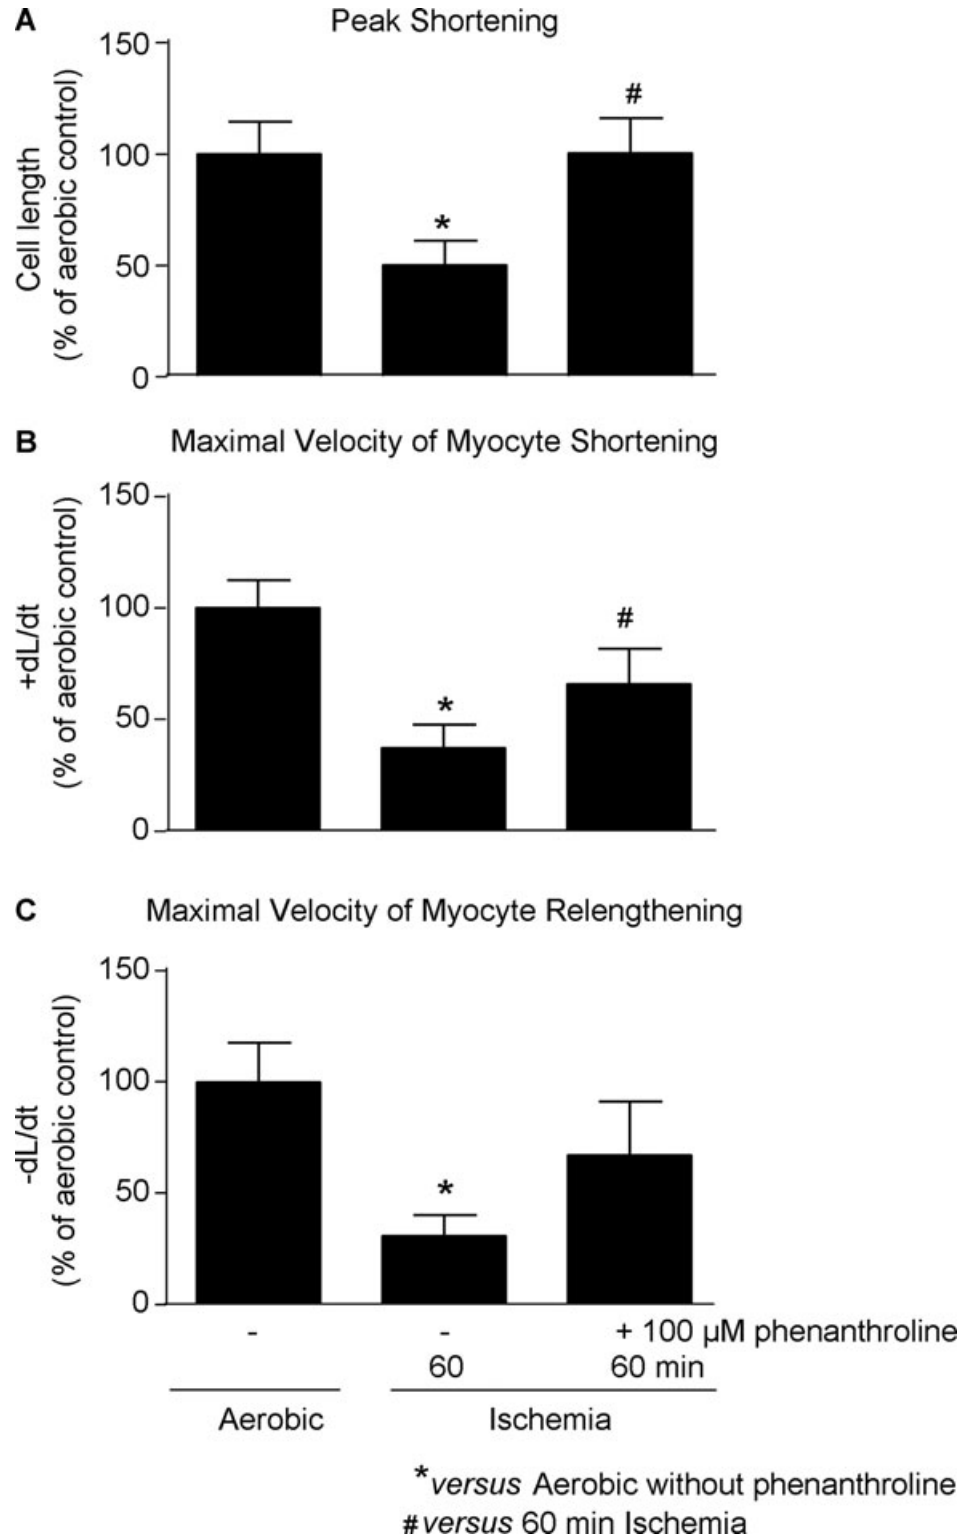 A
Peak Shortening
150
100
50
0
Cell length
(% of aerobic control)
#
*
B
Maximal Velocity of Myocyte Shortening
150
100
50
0
+dL/dt
(% of aerobic control)
#
*
C
Maximal Velocity of Myocyte Relengthening
150
100
50
0
-dL/dt
(% of aerobic control)
*
- - + 100 µM phenanthroline
60 60 min
Aerobic Ischemia
*versus Aerobic without phenanthroline
#versus 60 min Ischemia